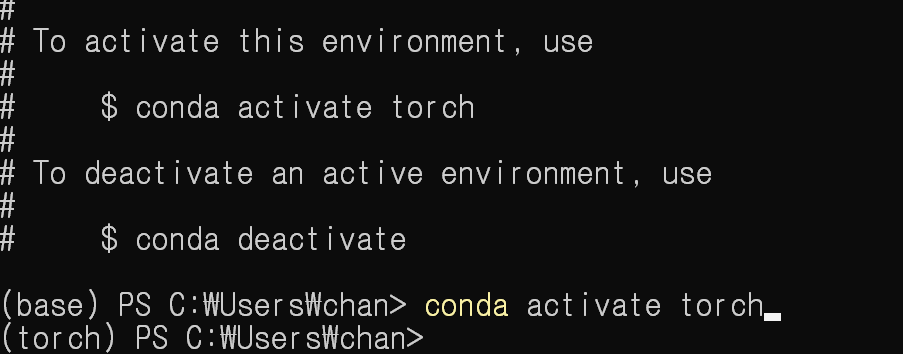 #
# To activate this environment, use
#
#     $ conda activate torch
#
# To deactivate an active environment, use
#
#     $ conda deactivate
(base) PS C:₩Users₩chan> conda activate torch
(torch) PS C:₩Users₩chan>